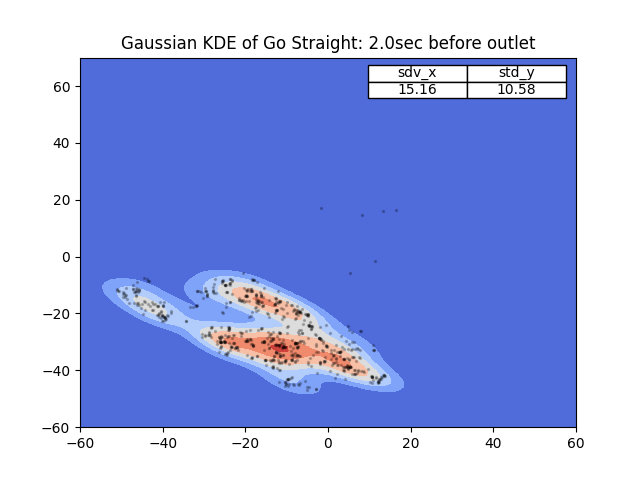 Gaussian KDE of Go Straight: 2.0sec before outlet
sdv_x std_y
15.16 10.58
60
40
20
0
−20
−40
−60
−60 −40 −20 0 20 40 60